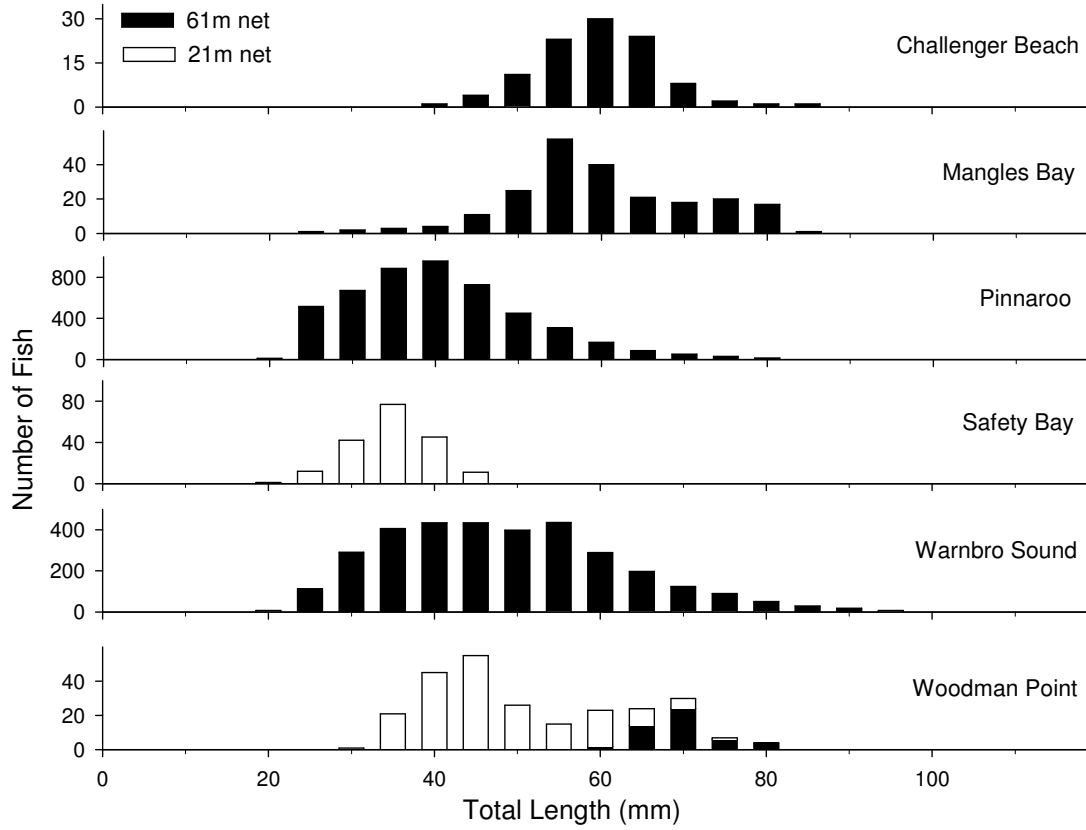 61m net
21m net
30
15
0
Challenger Beach
40
20
0
Mangles Bay
800
400
0
Pinnaroo
80
40
0
Safety Bay
400
200
0
Warnbro Sound
40
20
0
Woodman Point
Number of Fish
0 20 40 60 80 100
Total Length (mm)